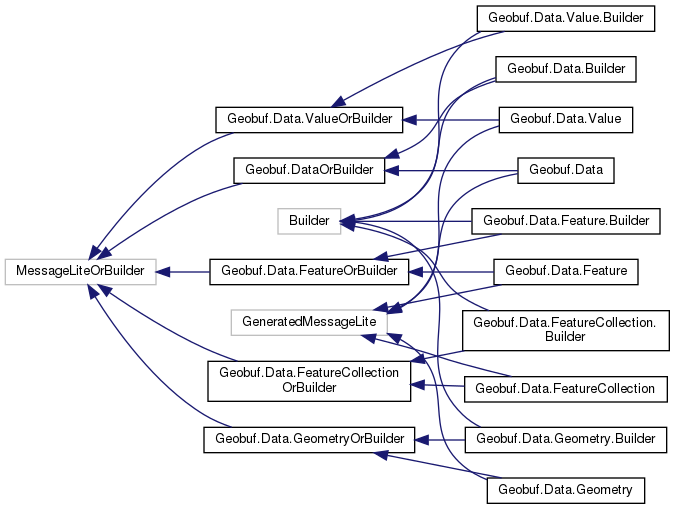 Geobuf.Data.Value.Builder
Geobuf.Data.Builder
Geobuf.Data.ValueOrBuilder
Geobuf.Data.Value
Geobuf.DataOrBuilder
Geobuf.Data
Builder
Geobuf.Data.Feature.Builder
MessageLiteOrBuilder
Geobuf.Data.FeatureOrBuilder
Geobuf.Data.Feature
GeneratedMessageLite
Geobuf.Data.FeatureCollection.
Builder
Geobuf.Data.FeatureCollection
OrBuilder
Geobuf.Data.FeatureCollection
Geobuf.Data.GeometryOrBuilder
Geobuf.Data.Geometry.Builder
Geobuf.Data.Geometry